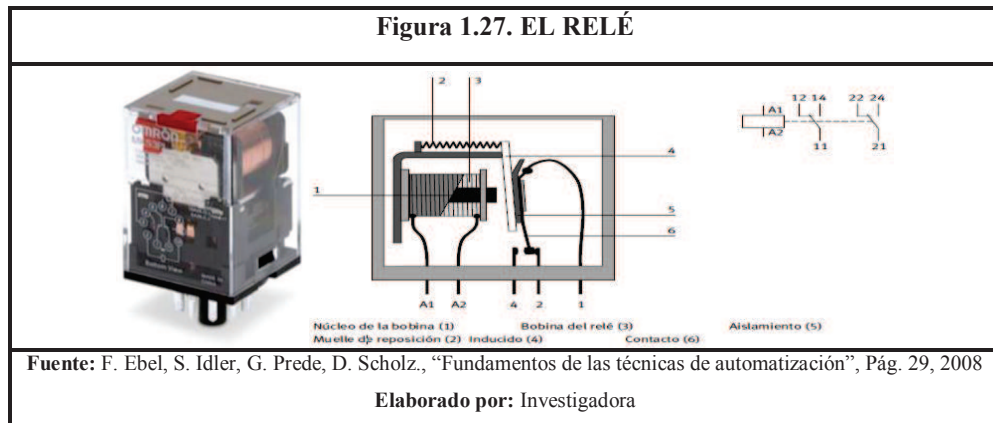 Figura 1.27. EL RELÉ
OMRON
Bottom View
2 3
1
4
5
6
A1 A2 4 2 1
A1
A2
12 14
11
22 24
21
Núcleo de la bobina (1) Bobina del relé (3) Aislamiento (5)
Muelle de reposición (2) Inducido (4) Contacto (6)
Fuente: F. Ebel, S. Idler, G. Prede, D. Scholz., “Fundamentos de las técnicas de automatización”, Pág. 29, 2008
Elaborado por: Investigadora